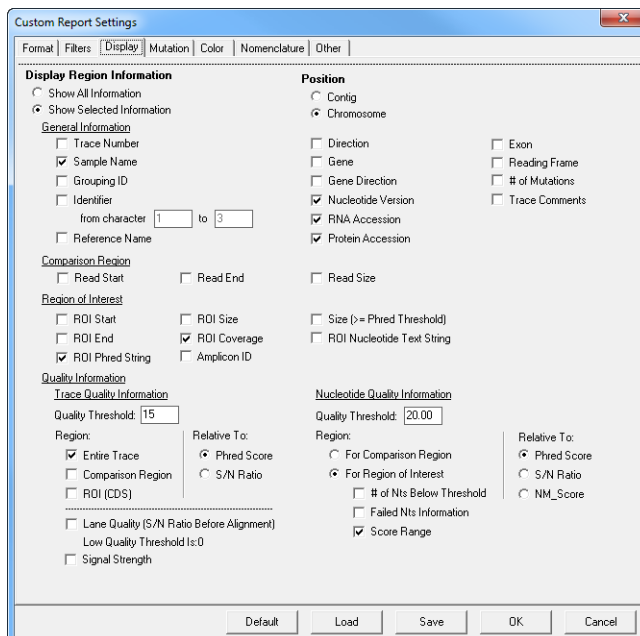 Custom Report Settings
Format Filters Display Mutation Color Nomenclature Other
Display Region Information
Show All Information
Show Selected Information
Position
Contig
Chromosome
General Information
Trace Number
Sample Name
Grouping ID
Identifier
from character 1 to 3
Reference Name
Direction
Gene
Gene Direction
Nucleotide Version
RNA Accession
Protein Accession
Exon
Reading Frame
# of Mutations
Trace Comments
Comparison Region
Read Start Read End Read Size
Region of Interest
ROI Start ROI Size Size (>= Phred Threshold)
ROI End ROI Coverage ROI Nucleotide Text String
ROI Phred String Amplicon ID
Quality Information
Trace Quality Information
Quality Threshold: 15
Region:
Entire Trace
Comparison Region
ROI (CDS)
Relative To:
Phred Score
S/N Ratio
Lane Quality (S/N Ratio Before Alignment)
Low Quality Threshold Is:0
Signal Strength
Nucleotide Quality Information
Quality Threshold: 20.00
Region:
For Comparison Region
For Region of Interest
# of Nts Below Threshold
Failed Nts Information
Score Range
Relative To:
Phred Score
S/N Ratio
NM_Score
Default Load Save OK Cancel